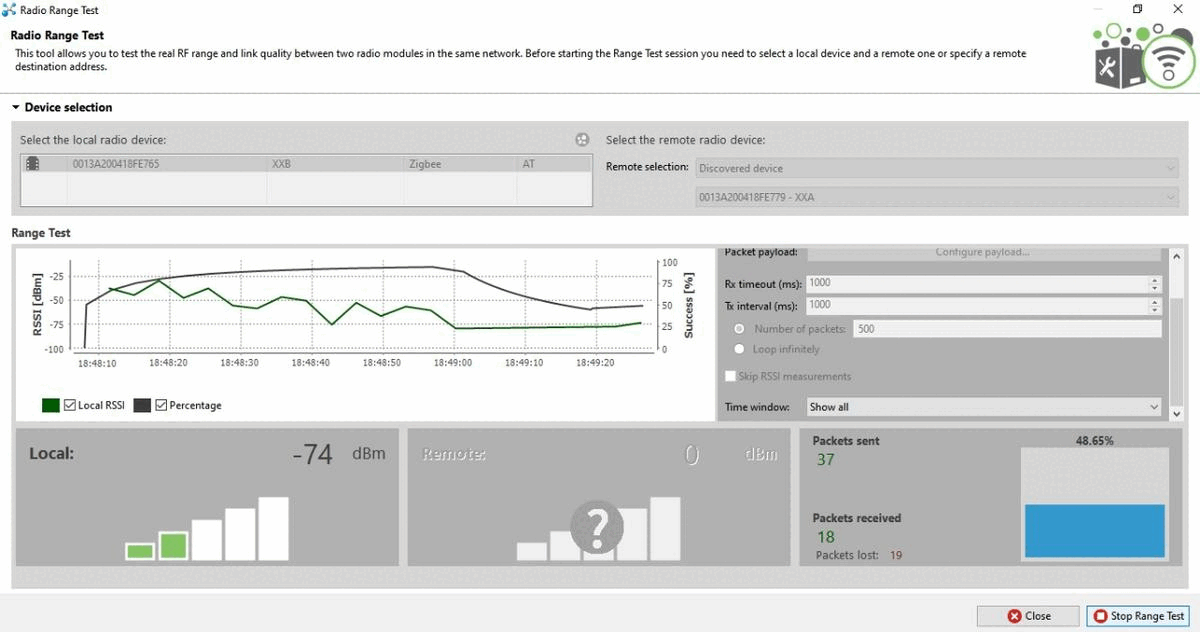 Radio Range Test
Radio Range Test
This tool allows you to test the real RF range and link quality between two radio modules in the same network. Before starting the Range Test session you need to select a local device and a remote one or specify a remote
destination address.
Device selection
Select the local radio device:
Select the remote radio device:
0013A200418FE765 XXB Zigbee AT
Remote selection: Discovered device
0013A200418FE779 - XXA
Range Test
RSSI [dBm]
-25
-50
-75
-100
100
75
50
25
0
Success [%]
18:48:10 18:48:20 18:48:30 18:48:40 18:48:50 18:49:00 18:49:10 18:49:20
Local RSSI Percentage
Packet payload: Configure payload...
Rx timeout (ms): 1000
Tx interval (ms): 1000
Number of packets: 500
Loop infinitely
Skip RSSI measurements
Time window: Show all
Local: -74 dBm
Remote: 0 dBm
?
Packets sent
37
48.65%
Packets received
18
Packets lost: 19
Close
Stop Range Test